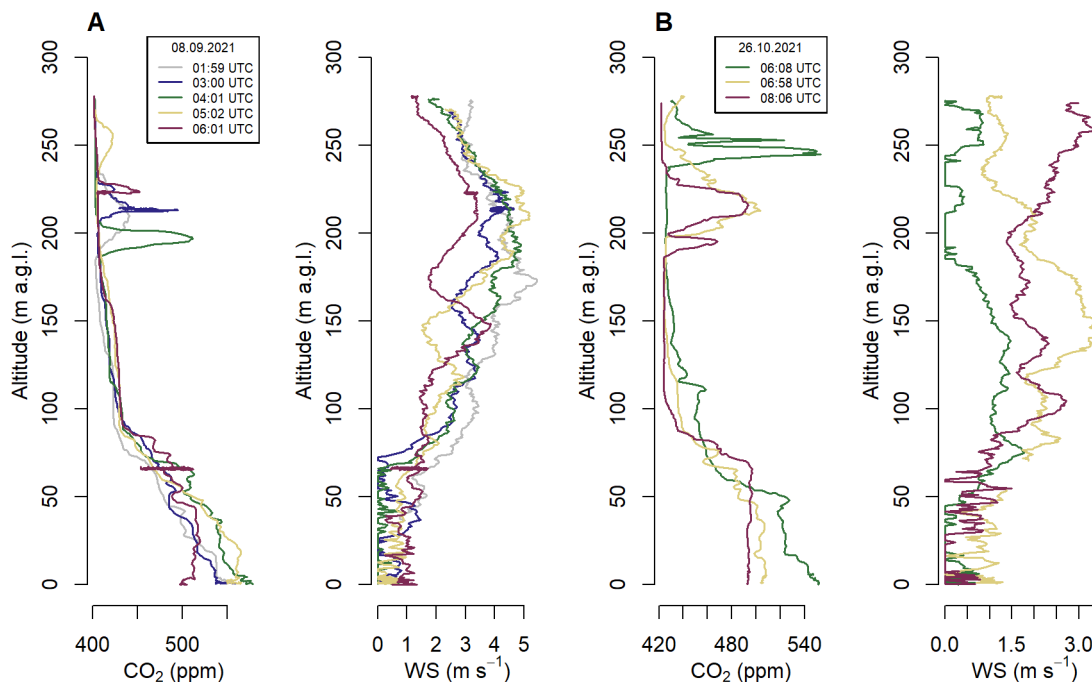 A
08.09.2021
01:59 UTC
03:00 UTC
04:01 UTC
05:02 UTC
06:01 UTC
Altitude (m a.g.l.)
0 50 100 150 200 250 300
400 500
CO₂ (ppm)
Altitude (m a.g.l.)
0 50 100 150 200 250 300
0 1 2 3 4 5
WS (m s⁻¹)
B
26.10.2021
06:08 UTC
06:58 UTC
08:06 UTC
Altitude (m a.g.l.)
0 50 100 150 200 250 300
420 480 540
CO₂ (ppm)
Altitude (m a.g.l.)
0 50 100 150 200 250 300
0.0 1.5 3.0
WS (m s⁻¹)